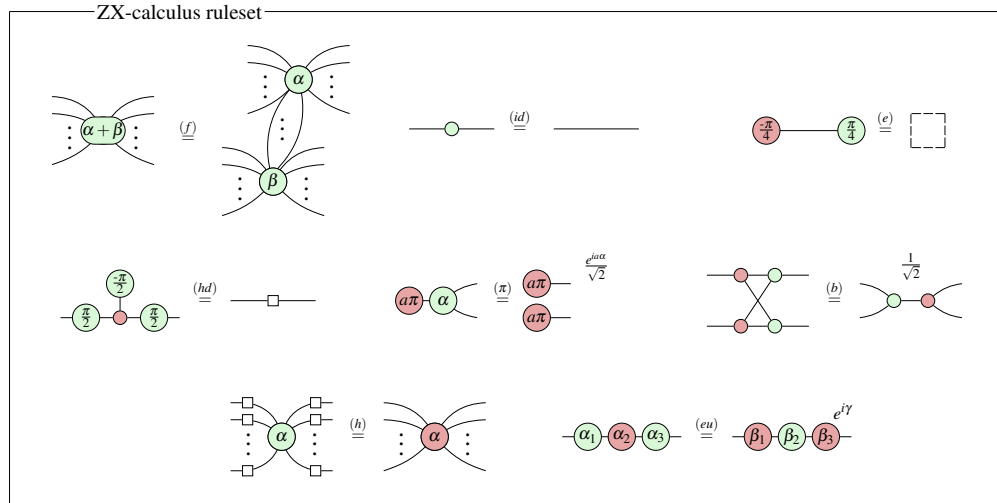 ZX-calculus ruleset
α + β (f) = α ⋮ β
(id) =
-π/4 π/4 (e) =
π/2 -π/2 π/2 (hd) =
aπ α (π) = aπ aπ e^{iaα}/√2
(b) = 1/√2
α (h) = α
α₁ α₂ α₃ (eu) = β₁ β₂ β₃ e^{iγ}